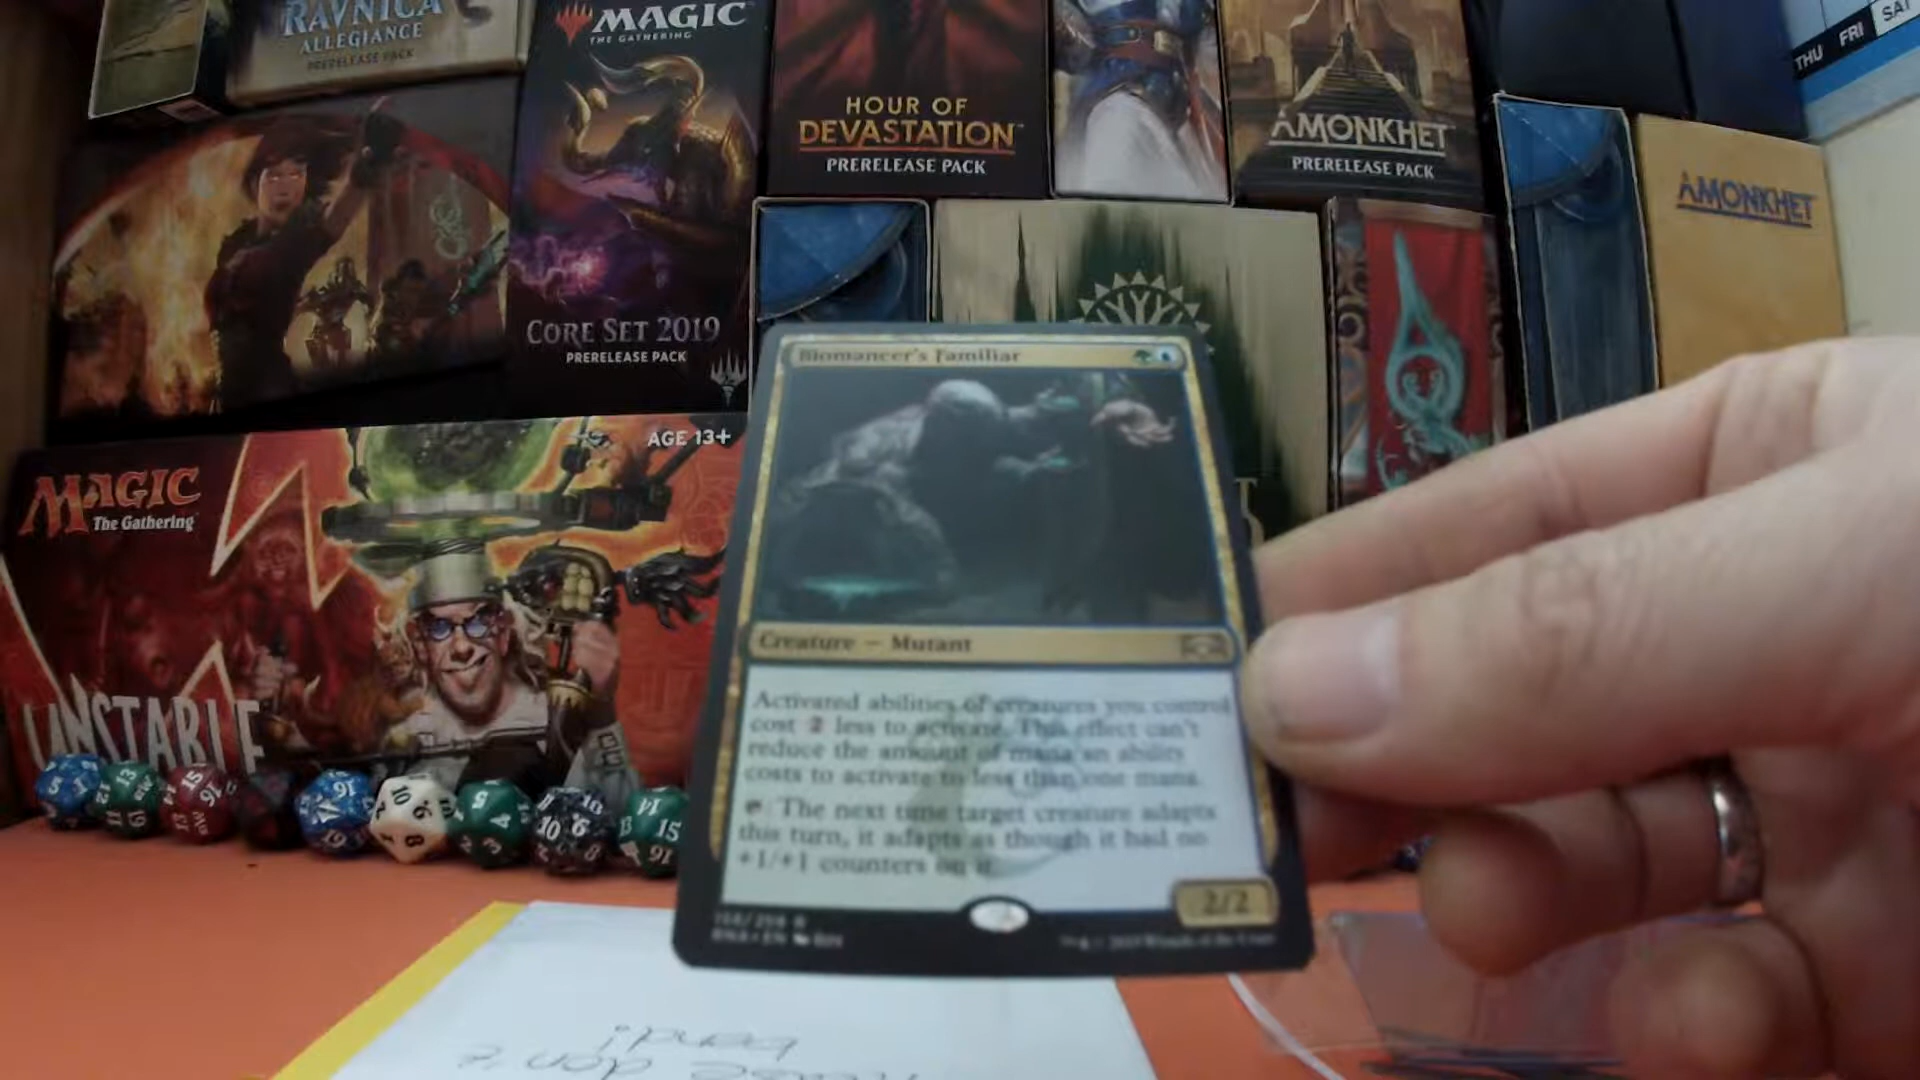 RAVNICA
ALLEGIANCE
PRERELEASE PACK
MAGIC
THE GATHERING
CORE SET 2019
PRERELEASE PACK
HOUR OF
DEVASTATION
PRERELEASE PACK
AMONKHET
PRERELEASE PACK
THU FRI SAT
AMONKHET
AGE 13+
MAGIC
The Gathering
UNSTABLE
Biomancer's Familiar
Creature — Mutant
Activated abilities of creatures you control
cost 2 less to activate. This effect can't
reduce the amount of mana an ability
costs to activate to less than one mana.
: The next time target creature adapts
this turn, it adapts as though it had no
+1/+1 counters on it.
2/2
please don't
bend!